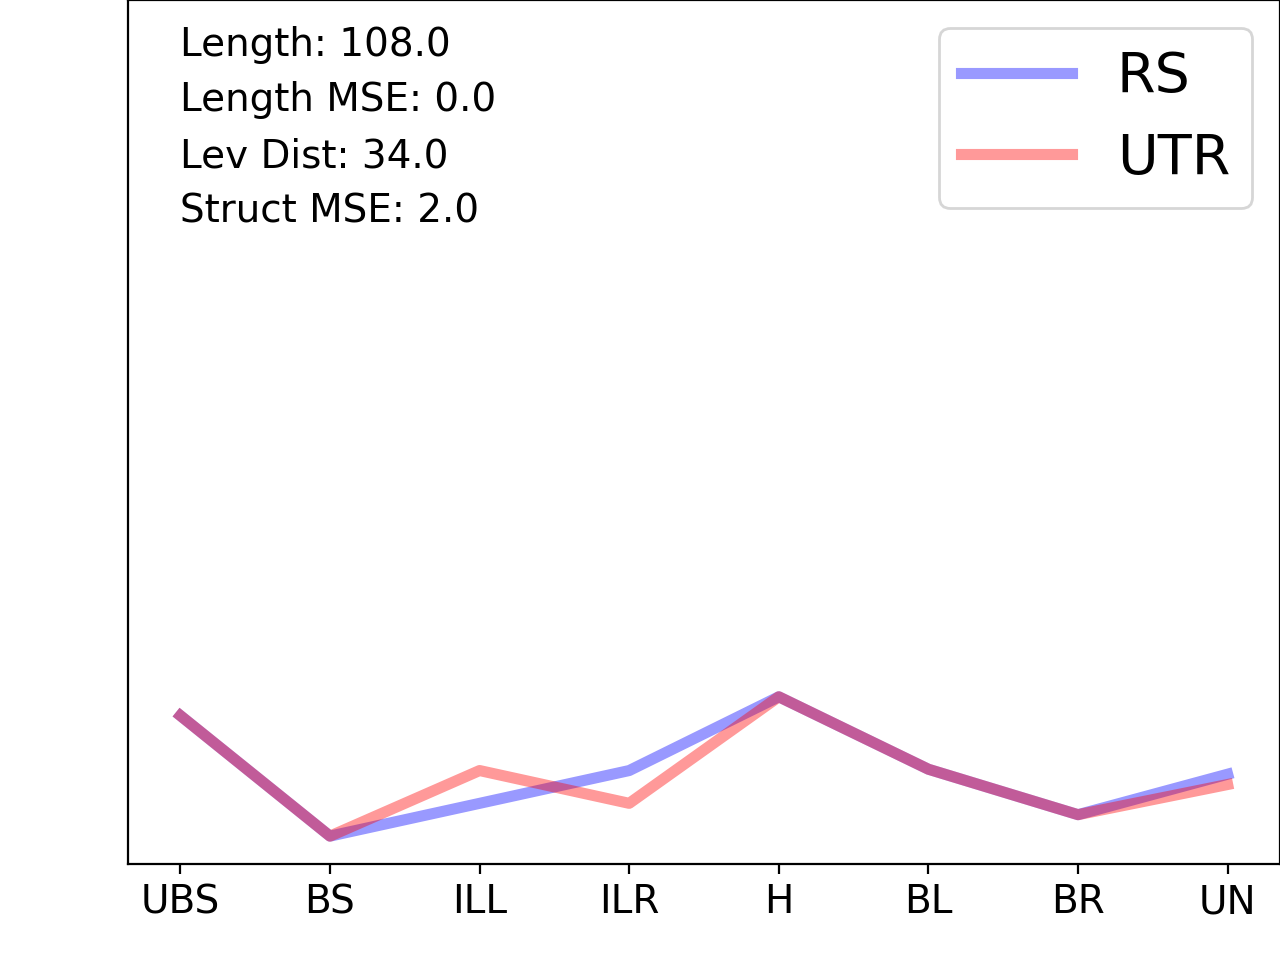 Length: 108.0
Length MSE: 0.0
Lev Dist: 34.0
Struct MSE: 2.0
RS
UTR
UBS BS ILL ILR H BL BR UN